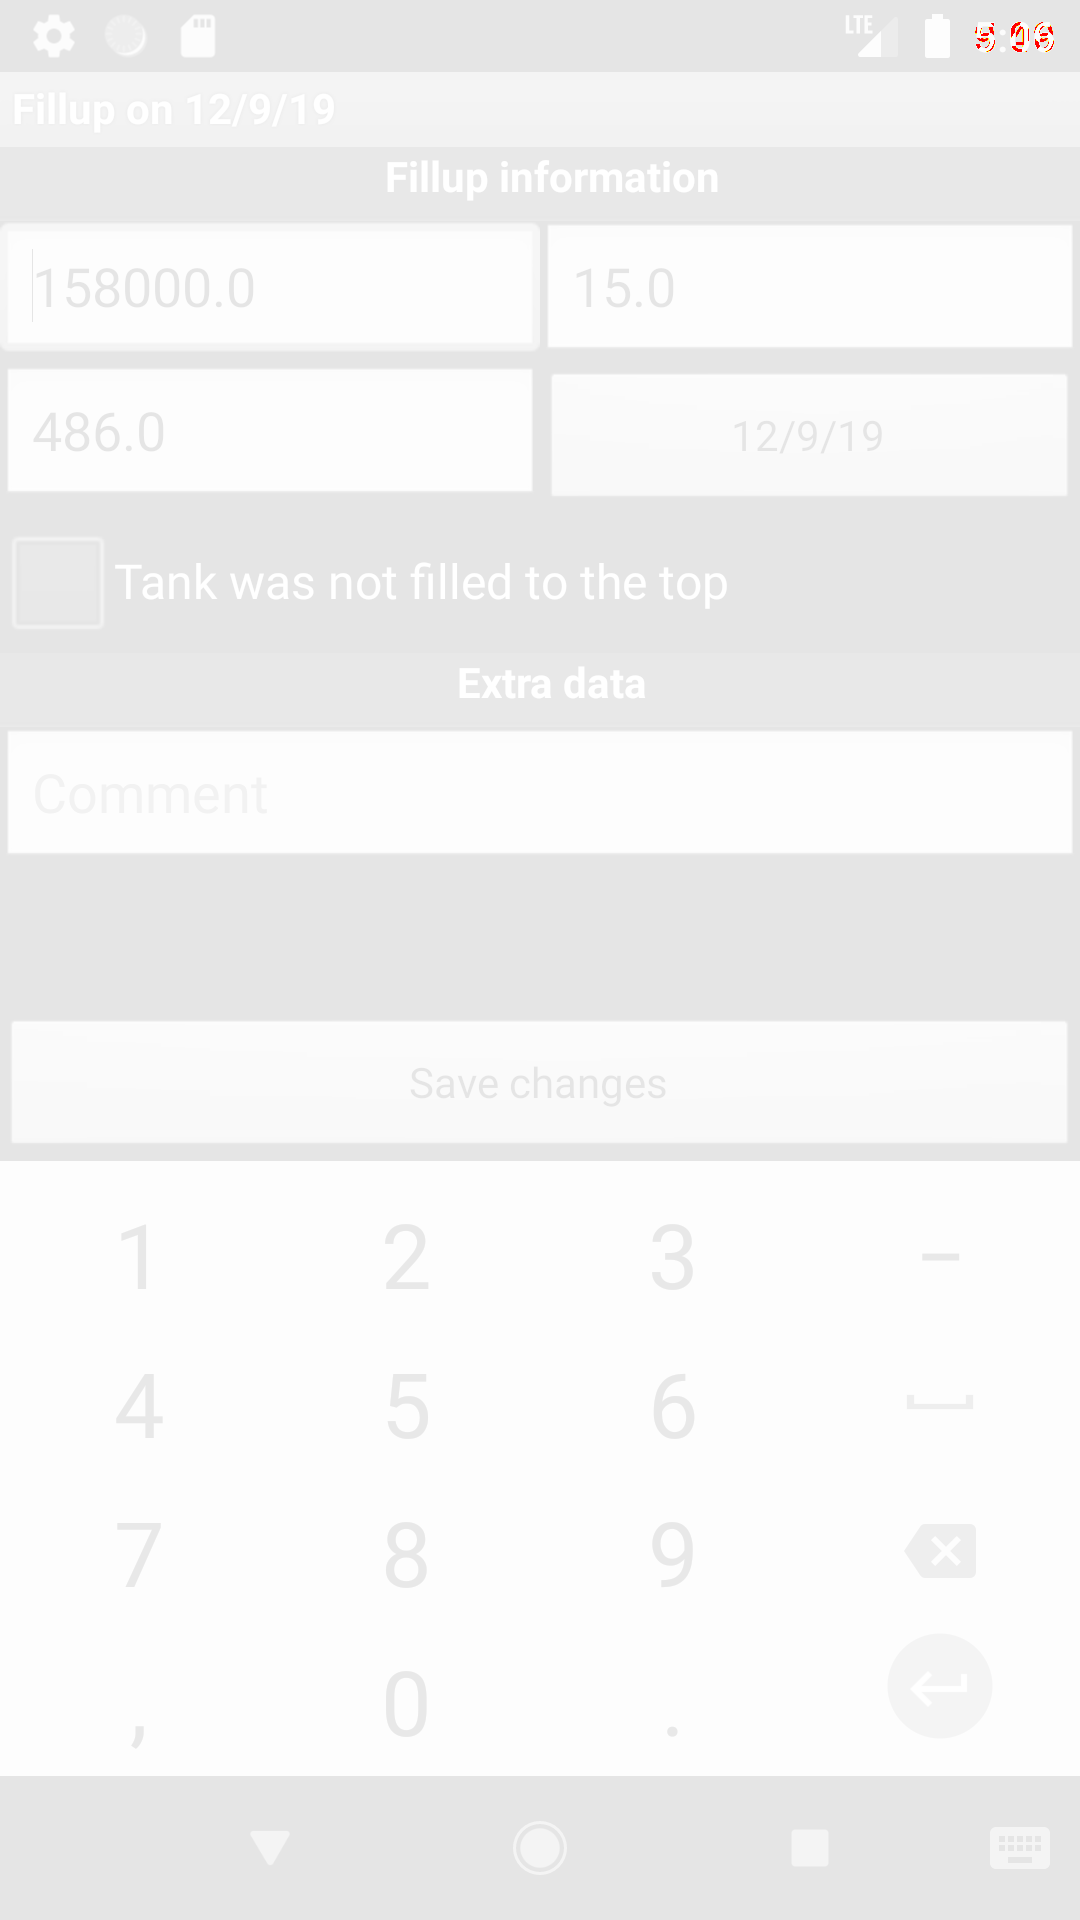 LTE
Fillup on 12/9/19
Fillup information
158000.0 15.0
486.0 12/9/19
Tank was not filled to the top
Extra data
Comment
Save changes
1 2 3 –
4 5 6
7 8 9
, 0 .